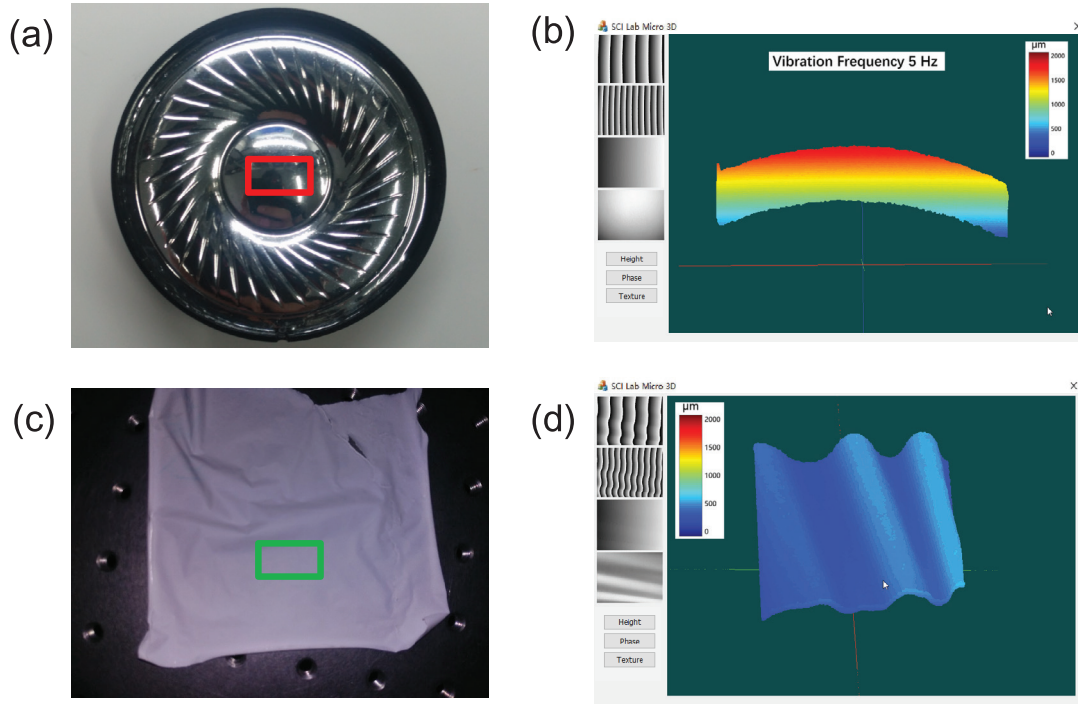 (a)
(b)
SCI Lab Micro 3D
Vibration Frequency 5 Hz
μm
2000
1500
1000
500
0
Height
Phase
Texture
(c)
(d)
SCI Lab Micro 3D
μm
2000
1500
1000
500
0
Height
Phase
Texture